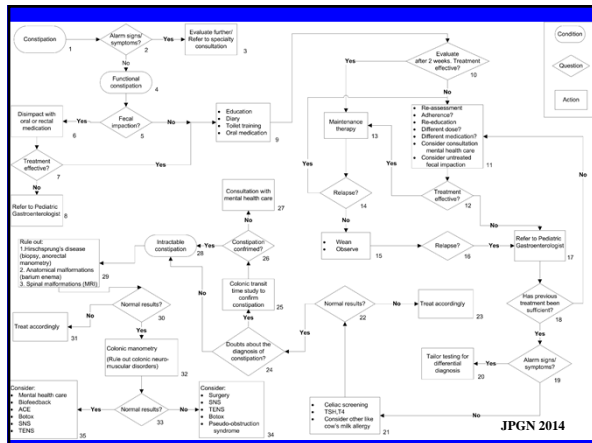 Constipation
1
Alarm signs/
symptoms?
2
Yes
Evaluate further/
Refer to specialty
consultation
3
No
Functional
constipation
4
Fecal
impaction?
5
Yes
Disimpact with
oral or rectal
medication
6
Treatment
effective?
7
Yes
No
Refer to Pediatric
Gastroenterologist
8
No
• Education
• Diary
• Toilet training
• Oral medication
9
Evaluate
after 2 weeks. Treatment
effective?
10
Yes
No
• Re-assessment
• Adherence?
• Re-education
• Different dose?
• Different medication?
• Consider consultation
mental health care
• Consider untreated
fecal impaction
11
Treatment
effective?
12
Yes
No
Maintenance
therapy
13
Relapse?
14
Yes
No
• Wean
• Observe
15
Relapse?
16
Yes
Refer to Pediatric
Gastroenterologist
17
Has previous
treatment been
sufficient?
18
No
Yes
Alarm signs/
symptoms?
19
Yes
Tailor testing for
differential
diagnosis
20
No
• Celiac screening
• TSH,T4
• Consider other like
cow's milk allergy
21
Normal results?
22
No
Treat accordingly
23
Yes
Doubts about the
diagnosis of
constipation?
24
Yes
No
Colonic transit
time study to
confirm
constipation
25
Constipation
confirmed?
26
No
Consultation with
mental health care
27
Yes
Intractable
constipation
28
Rule out:
1.Hirschsprung's disease
(biopsy, anorectal
manometry)
2. Anatomical malformations
(barium enema)
3. Spinal malformations (MRI)
29
Normal results?
30
No
Treat accordingly
31
Yes
Colonic manometry
(Rule out colonic neuro-
muscular disorders)
32
Normal results?
33
No
Consider:
• Surgery
• SNS
• TENS
• Botox
• Pseudo-obstruction
syndrome
34
Yes
Consider:
• Mental health care
• Biofeedback
• ACE
• Botox
• SNS
• TENS
35
Condition
Question
Action
JPGN 2014